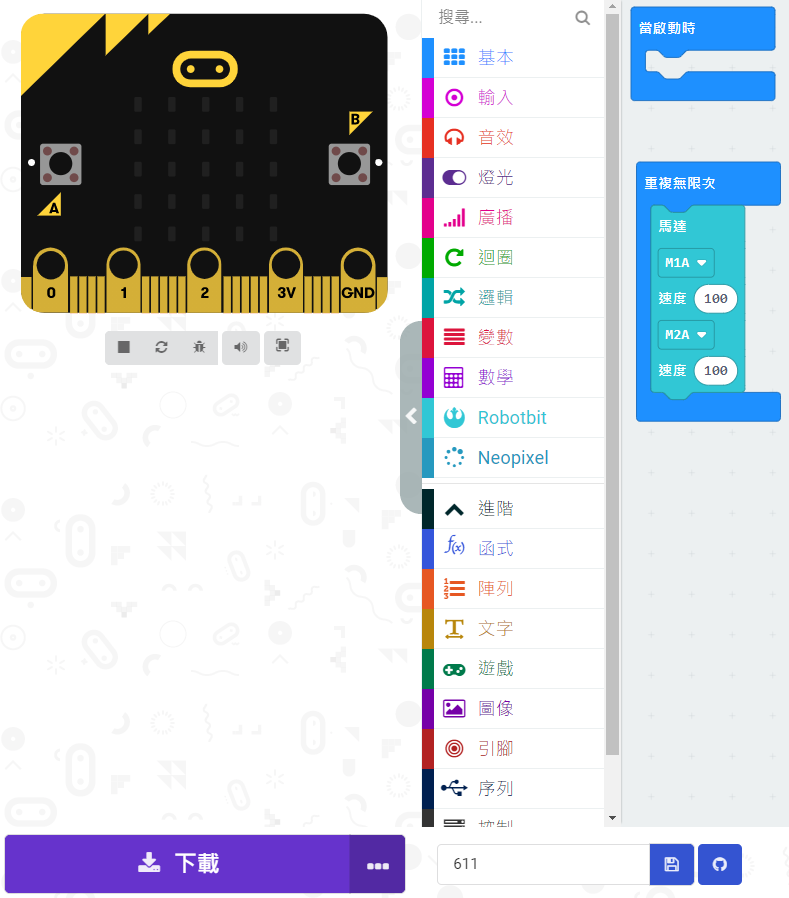 B
A
0
1
2
3V
GND
下載
搜尋...
基本
輸入
音效
燈光
廣播
迴圈
邏輯
變數
數學
Robotbit
Neopixel
進階
函式
陣列
文字
遊戲
圖像
引腳
序列
控制
611
當啟動時
重複無限次
馬達
M1A
速度 100
M2A
速度 100